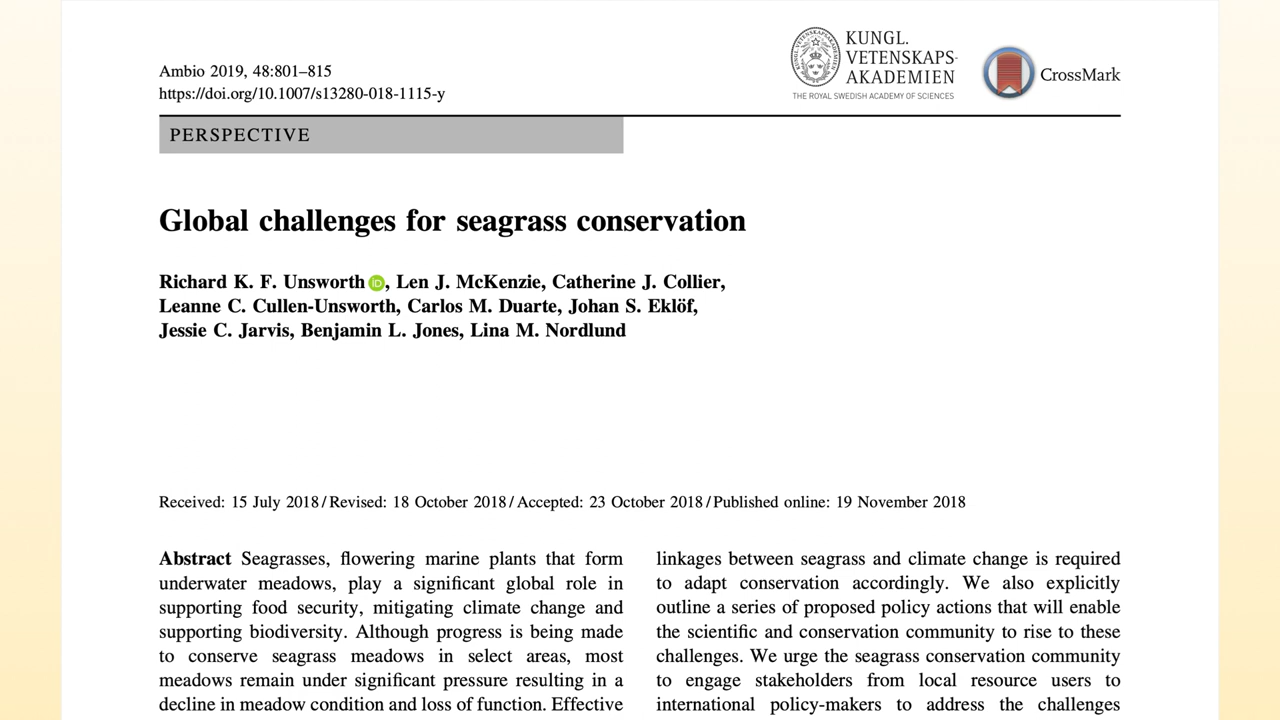 Ambio 2019, 48:801–815
https://doi.org/10.1007/s13280-018-1115-y
KUNGL.
VETENSKAPS-
AKADEMIEN
THE ROYAL SWEDISH ACADEMY OF SCIENCES
CrossMark
PERSPECTIVE
Global challenges for seagrass conservation
Richard K. F. Unsworth iD, Len J. McKenzie, Catherine J. Collier,
Leanne C. Cullen-Unsworth, Carlos M. Duarte, Johan S. Eklöf,
Jessie C. Jarvis, Benjamin L. Jones, Lina M. Nordlund
Received: 15 July 2018 / Revised: 18 October 2018 / Accepted: 23 October 2018 / Published online: 19 November 2018
Abstract Seagrasses, flowering marine plants that form
underwater meadows, play a significant global role in
supporting food security, mitigating climate change and
supporting biodiversity. Although progress is being made
to conserve seagrass meadows in select areas, most
meadows remain under significant pressure resulting in a
decline in meadow condition and loss of function. Effective
linkages between seagrass and climate change is required
to adapt conservation accordingly. We also explicitly
outline a series of proposed policy actions that will enable
the scientific and conservation community to rise to these
challenges. We urge the seagrass conservation community
to engage stakeholders from local resource users to
international policy-makers to address the challenges